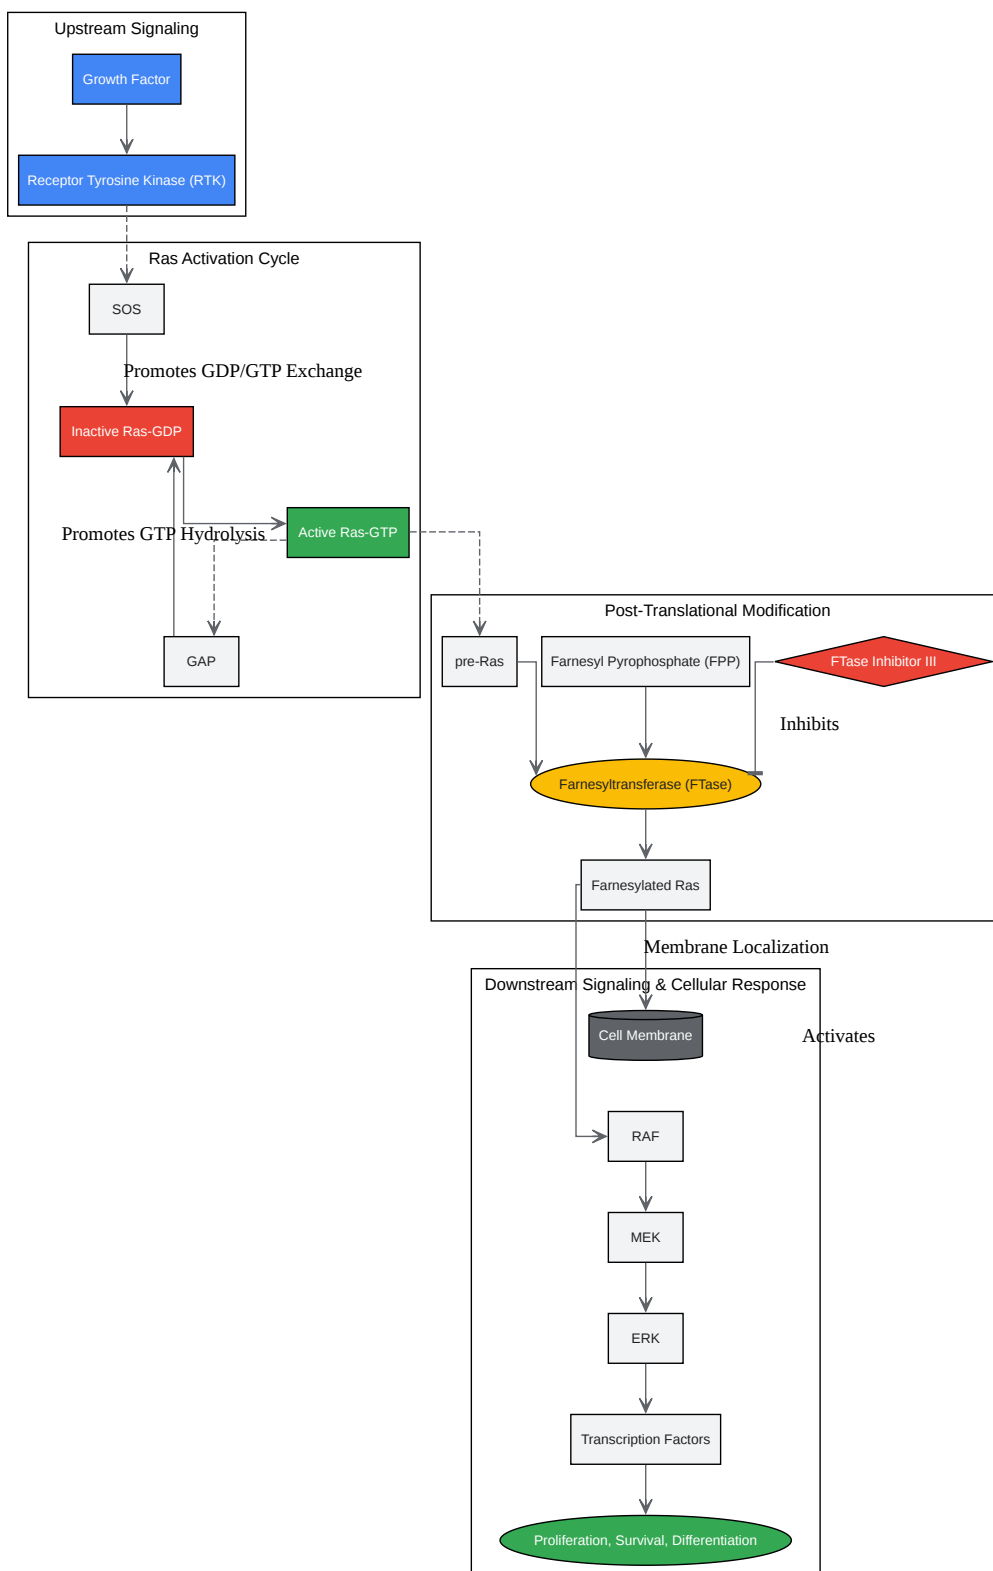 Upstream Signaling
Growth Factor
Receptor Tyrosine Kinase (RTK)
Ras Activation Cycle
SOS
Promotes GDP/GTP Exchange
Inactive Ras-GDP
Promotes GTP Hydrolysis
Active Ras-GTP
GAP
Post-Translational Modification
pre-Ras
Farnesyl Pyrophosphate (FPP)
FTase Inhibitor III
Inhibits
Farnesyltransferase (FTase)
Farnesylated Ras
Membrane Localization
Downstream Signaling & Cellular Response
Cell Membrane
Activates
RAF
MEK
ERK
Transcription Factors
Proliferation, Survival, Differentiation